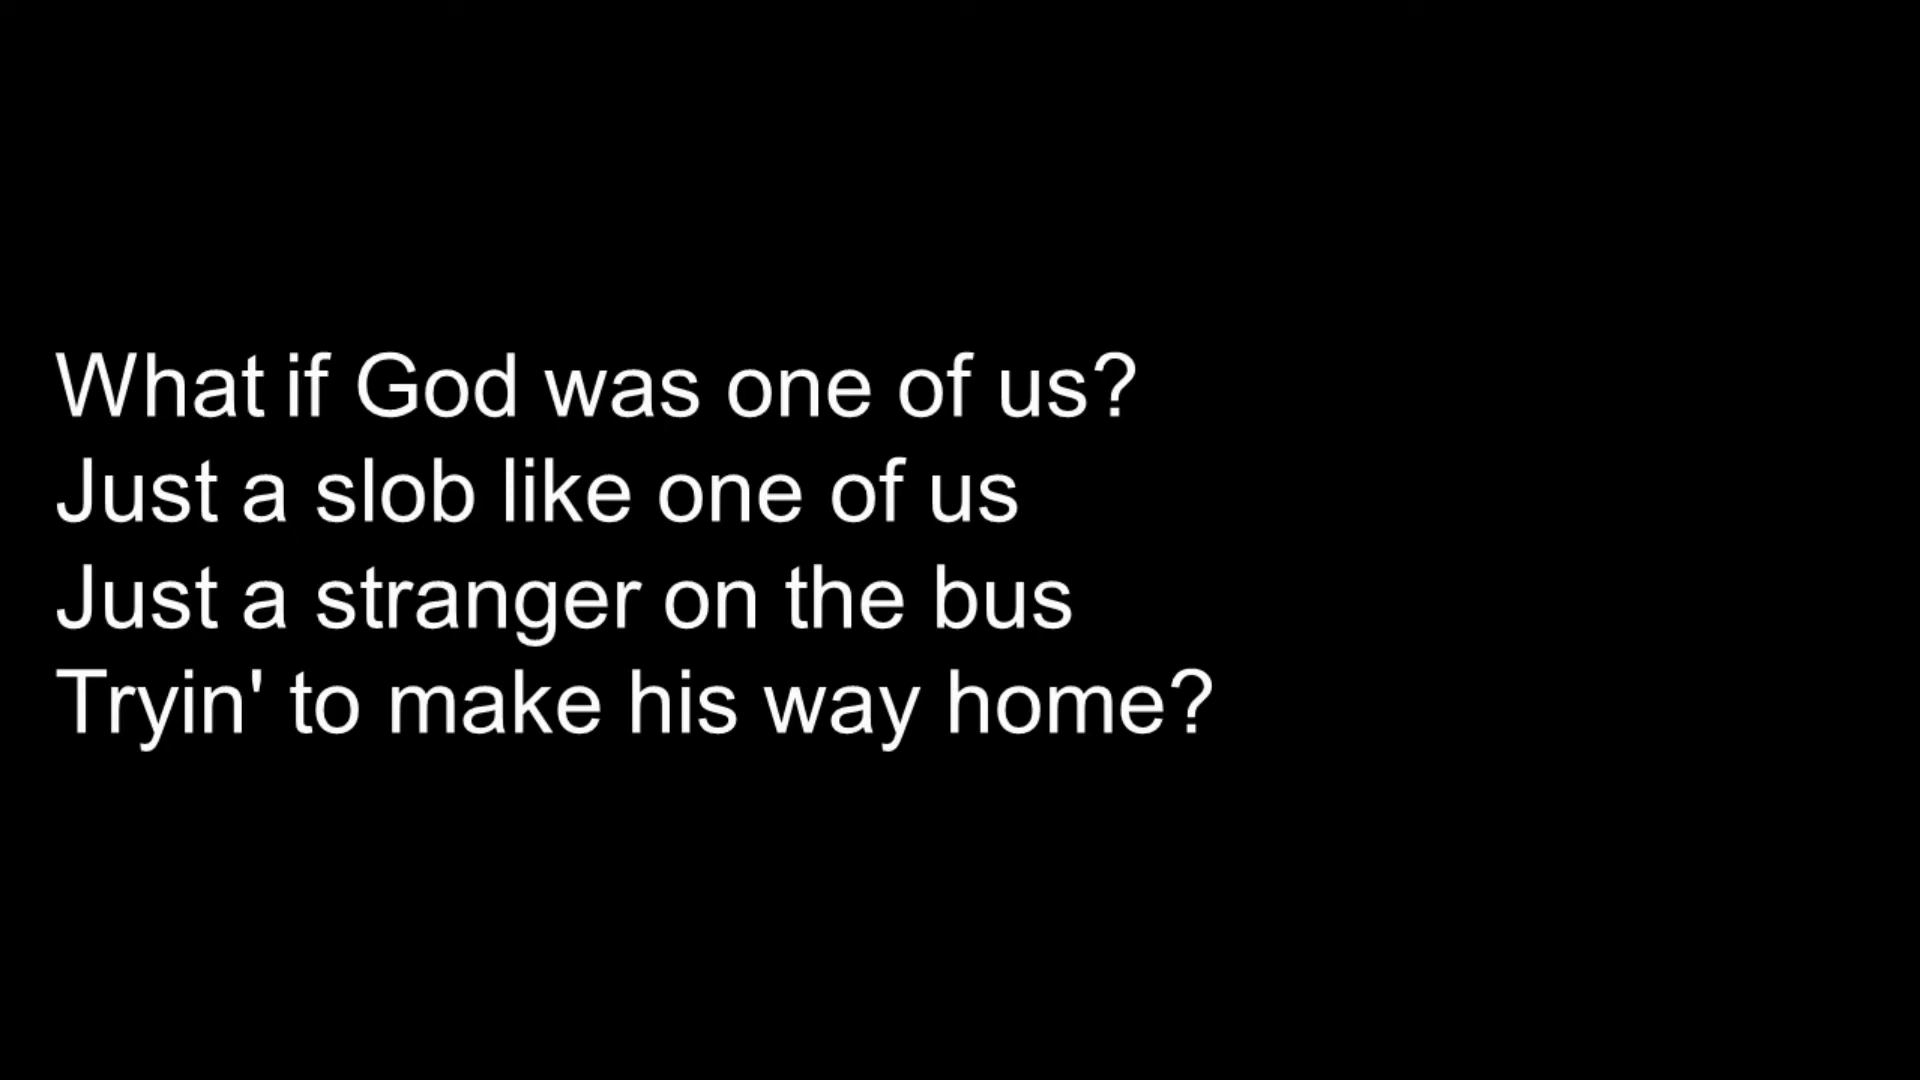 What if God was one of us?
Just a slob like one of us
Just a stranger on the bus
Tryin' to make his way home?